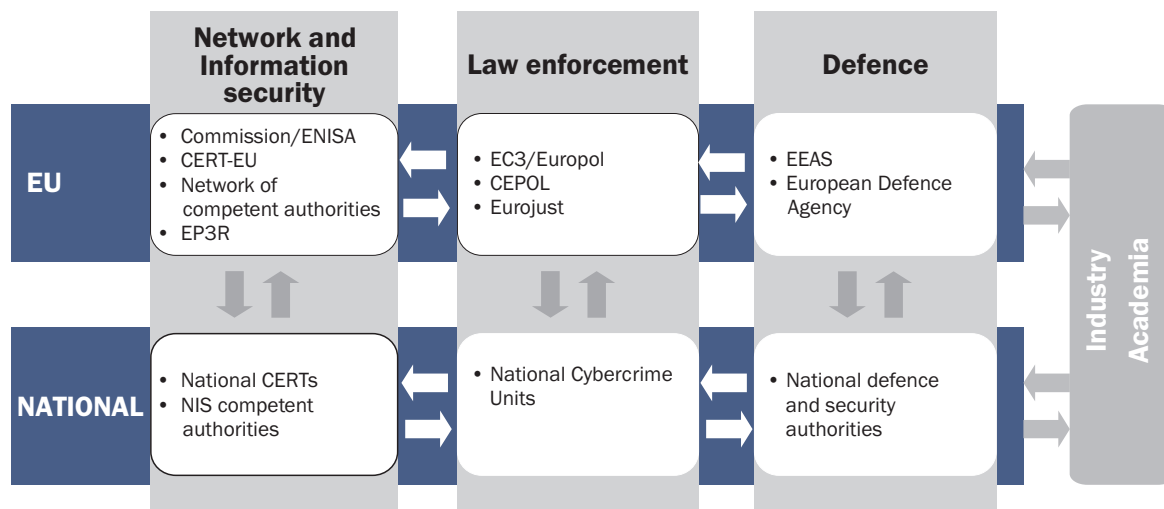 Network and
Information
security
Law enforcement
Defence
EU
• Commission/ENISA
• CERT-EU
• Network of
competent authorities
• EP3R
• EC3/Europol
• CEPOL
• Eurojust
• EEAS
• European Defence
Agency
NATIONAL
• National CERTs
• NIS competent
authorities
• National Cybercrime
Units
• National defence
and security
authorities
Industry
Academia